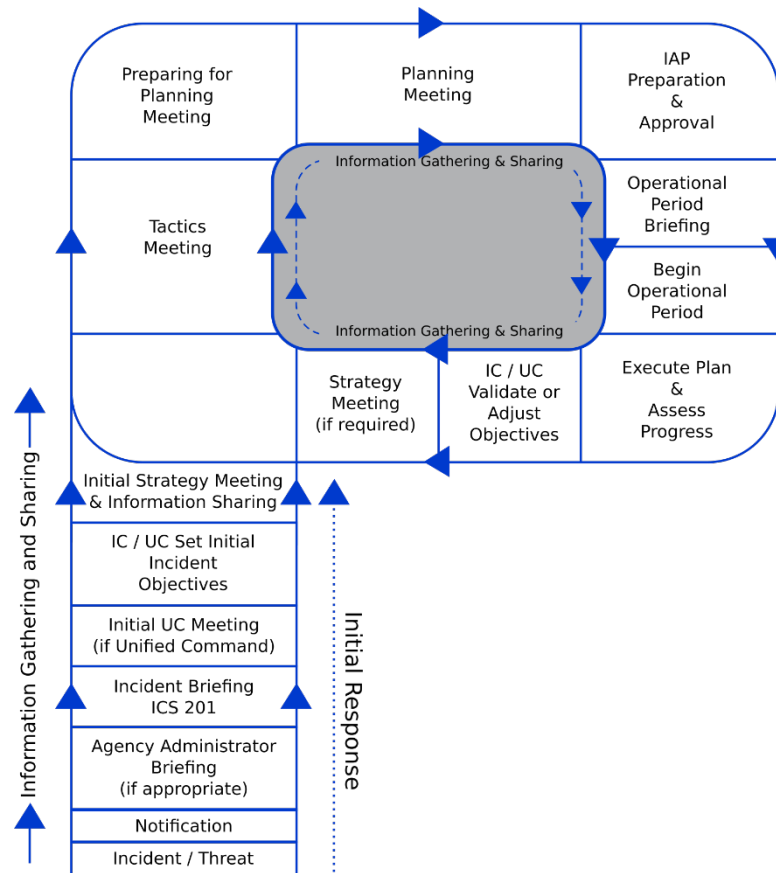 Preparing for
Planning
Meeting
Planning
Meeting
IAP
Preparation
&
Approval
Information Gathering & Sharing
Operational
Period
Briefing
Tactics
Meeting
Begin
Operational
Period
Information Gathering & Sharing
Strategy
Meeting
(if required)
IC / UC
Validate or
Adjust
Objectives
Execute Plan
&
Assess
Progress
Initial Strategy Meeting
& Information Sharing
IC / UC Set Initial
Incident
Objectives
Initial UC Meeting
(if Unified Command)
Incident Briefing
ICS 201
Agency Administrator
Briefing
(if appropriate)
Notification
Incident / Threat
Information Gathering and Sharing
Initial Response